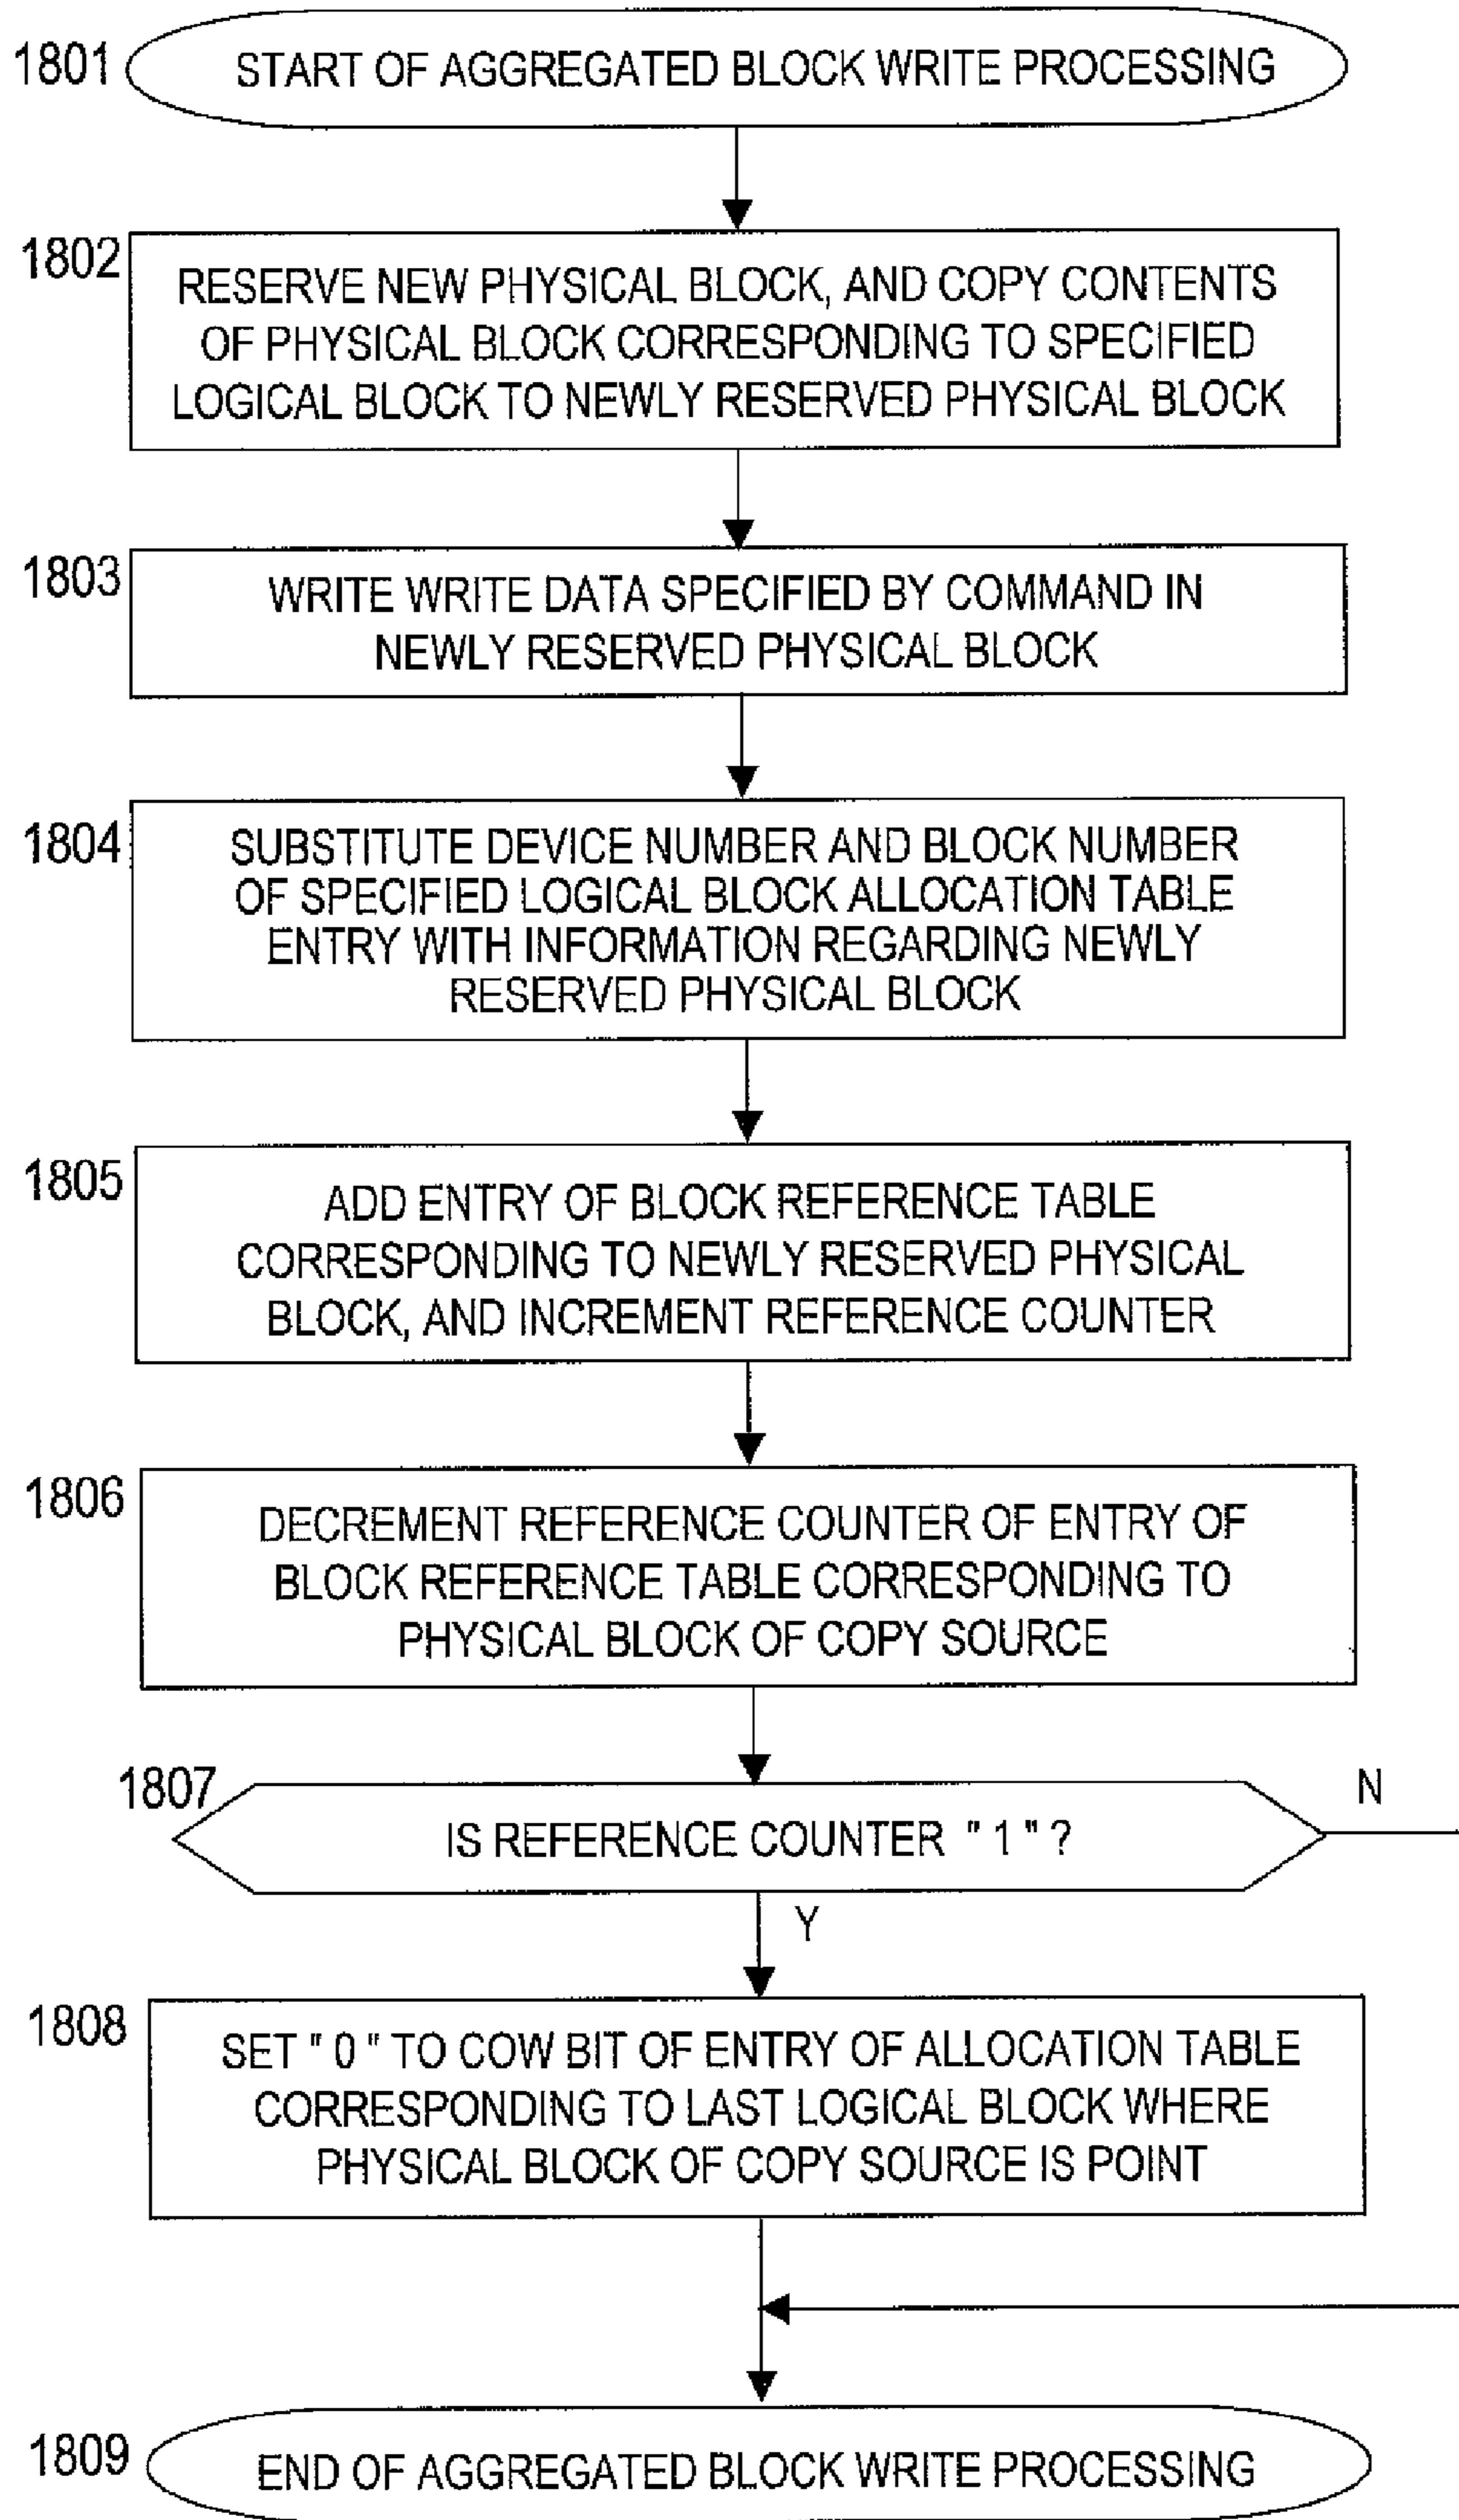 1801
START OF AGGREGATED BLOCK WRITE PROCESSING
1802
RESERVE NEW PHYSICAL BLOCK, AND COPY CONTENTS
OF PHYSICAL BLOCK CORRESPONDING TO SPECIFIED
LOGICAL BLOCK TO NEWLY RESERVED PHYSICAL BLOCK
1803
WRITE WRITE DATA SPECIFIED BY COMMAND IN
NEWLY RESERVED PHYSICAL BLOCK
1804
SUBSTITUTE DEVICE NUMBER AND BLOCK NUMBER
OF SPECIFIED LOGICAL BLOCK ALLOCATION TABLE
ENTRY WITH INFORMATION REGARDING NEWLY
RESERVED PHYSICAL BLOCK
1805
ADD ENTRY OF BLOCK REFERENCE TABLE
CORRESPONDING TO NEWLY RESERVED PHYSICAL
BLOCK, AND INCREMENT REFERENCE COUNTER
1806
DECREMENT REFERENCE COUNTER OF ENTRY OF
BLOCK REFERENCE TABLE CORRESPONDING TO
PHYSICAL BLOCK OF COPY SOURCE
1807
N
IS REFERENCE COUNTER " 1 " ?
Y
1808
SET " 0 " TO COW BIT OF ENTRY OF ALLOCATION TABLE
CORRESPONDING TO LAST LOGICAL BLOCK WHERE
PHYSICAL BLOCK OF COPY SOURCE IS POINT
1809
END OF AGGREGATED BLOCK WRITE PROCESSING